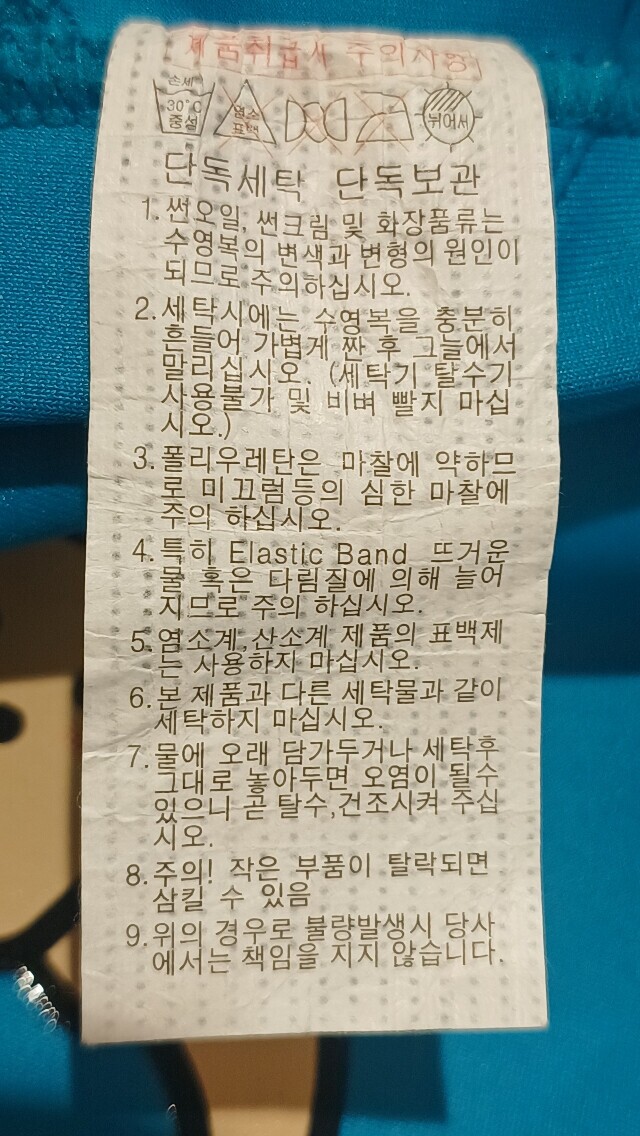 제품취급시 주의사항
손세탁
30°C
중성
염소
표백
뉘어서
단독세탁 단독보관
1. 썬오일, 썬크림 및 화장품류는
수영복의 변색과 변형의 원인이
되므로 주의하십시오.
2. 세탁시에는 수영복을 충분히
흔들어 가볍게 짠 후 그늘에서
말리십시오. (세탁기 탈수기
사용불가 및 비벼 빨지 마십
시오.)
3. 폴리우레탄은 마찰에 약하므
로 미끄럼등의 심한 마찰에
주의 하십시오.
4. 특히 Elastic Band 뜨거운
물 혹은 다림질에 의해 늘어
지므로 주의 하십시오.
5. 염소계,산소계 제품의 표백제
는 사용하지 마십시오.
6. 본 제품과 다른 세탁물과 같이
세탁하지 마십시오.
7. 물에 오래 담가두거나 세탁후
그대로 놓아두면 오염이 될수
있으니 곧 탈수,건조시켜 주십
시오.
8. 주의! 작은 부품이 탈락되면
삼킬 수 있음
9. 위의 경우로 불량발생시 당사
에서는 책임을 지지 않습니다.